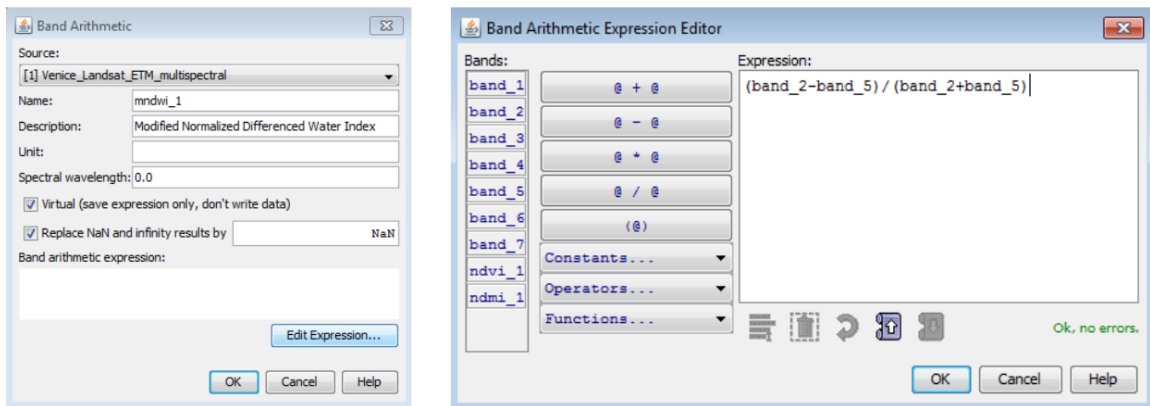 Band Arithmetic
Source:
[1] Venice_Landsat_ETM_multispectral
Name: mndwi_1
Description: Modified Normalized Differenced Water Index
Unit:
Spectral wavelength: 0.0
Virtual (save expression only, don't write data)
Replace NaN and infinity results by NaN
Band arithmetic expression:
Edit Expression...
OK Cancel Help
Band Arithmetic Expression Editor
Bands:
band_1
band_2
band_3
band_4
band_5
band_6
band_7
ndvi_1
ndmi_1
@ + @
@ - @
@ * @
@ / @
(@)
Constants...
Operators...
Functions...
Expression:
(band_2-band_5)/(band_2+band_5)
Ok, no errors.
OK Cancel Help